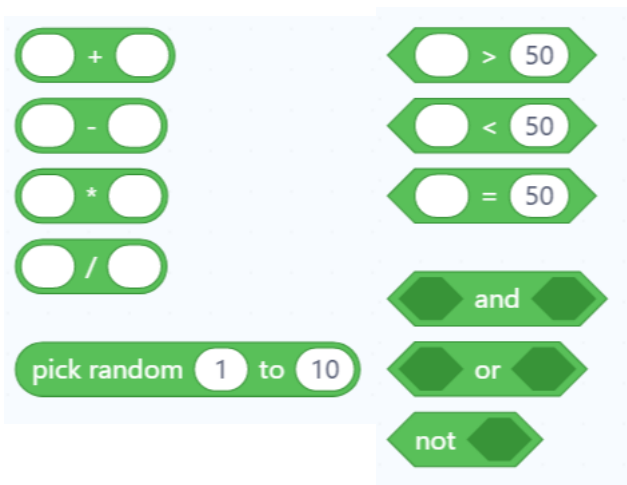 +
-
*
/
pick random 1 to 10
> 50
< 50
= 50
and
or
not